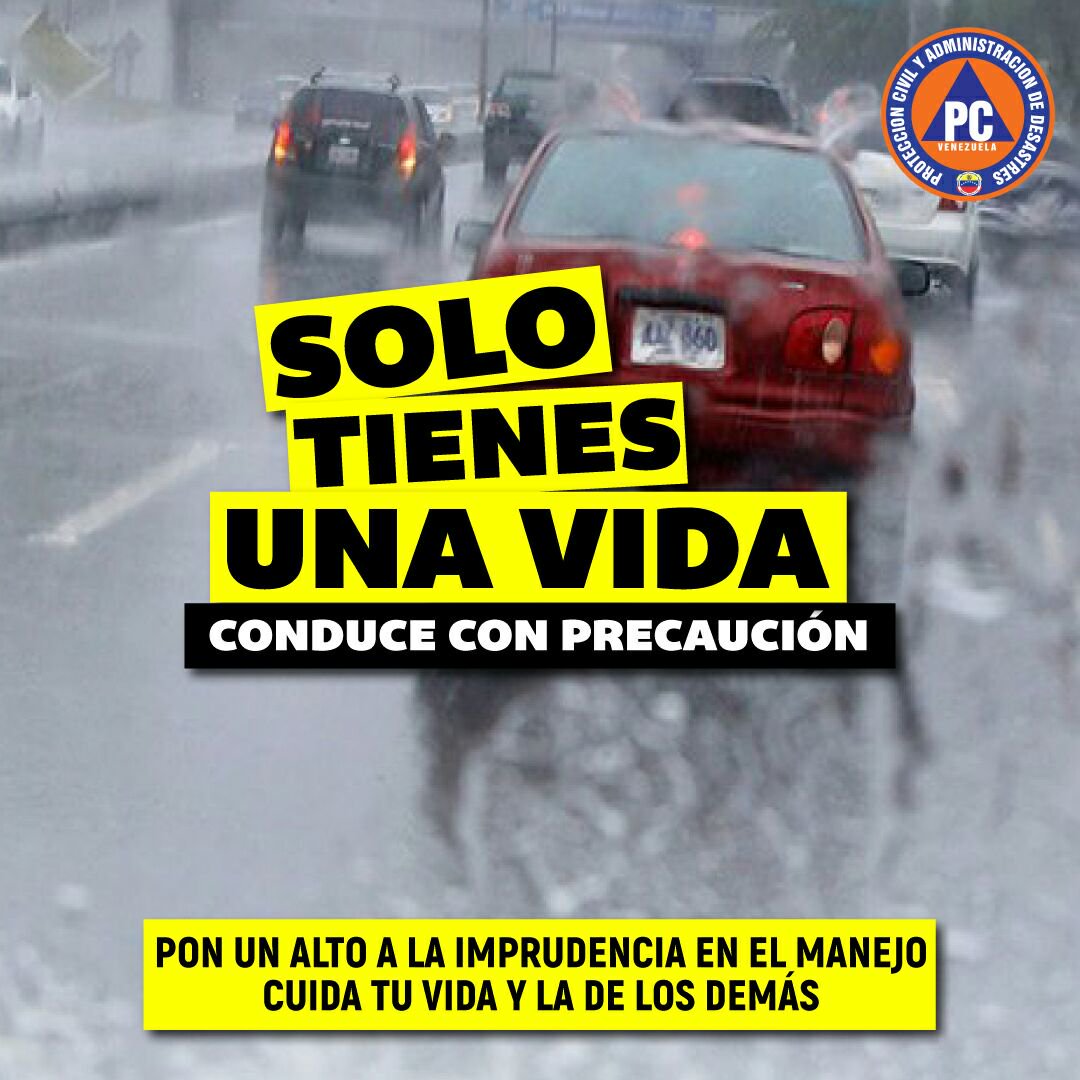 PROTECCION CIVIL Y ADMINISTRACION DE DESASTRES
PC
VENEZUELA
SOLO
TIENES
UNA VIDA
CONDUCE CON PRECAUCIÓN
PON UN ALTO A LA IMPRUDENCIA EN EL MANEJO
CUIDA TU VIDA Y LA DE LOS DEMÁS